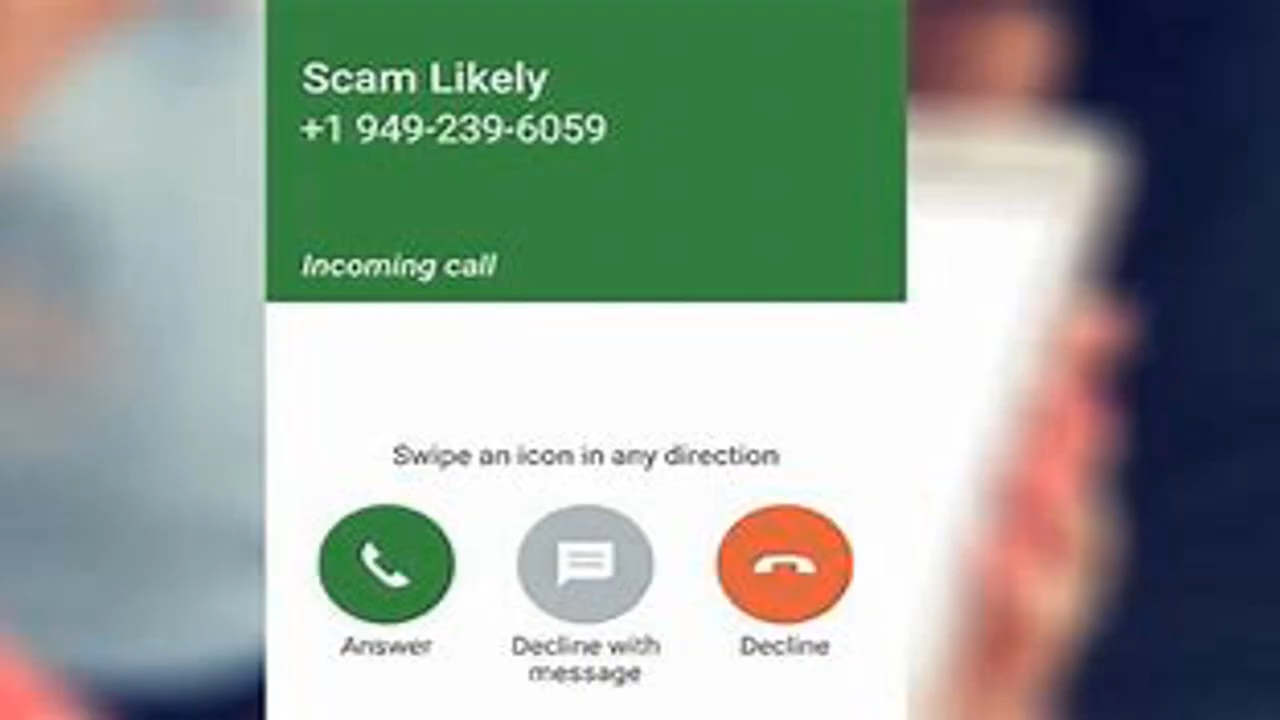 Scam Likely
+1 949-239-6059
Incoming call
Swipe an icon in any direction
Answer
Decline with
message
Decline